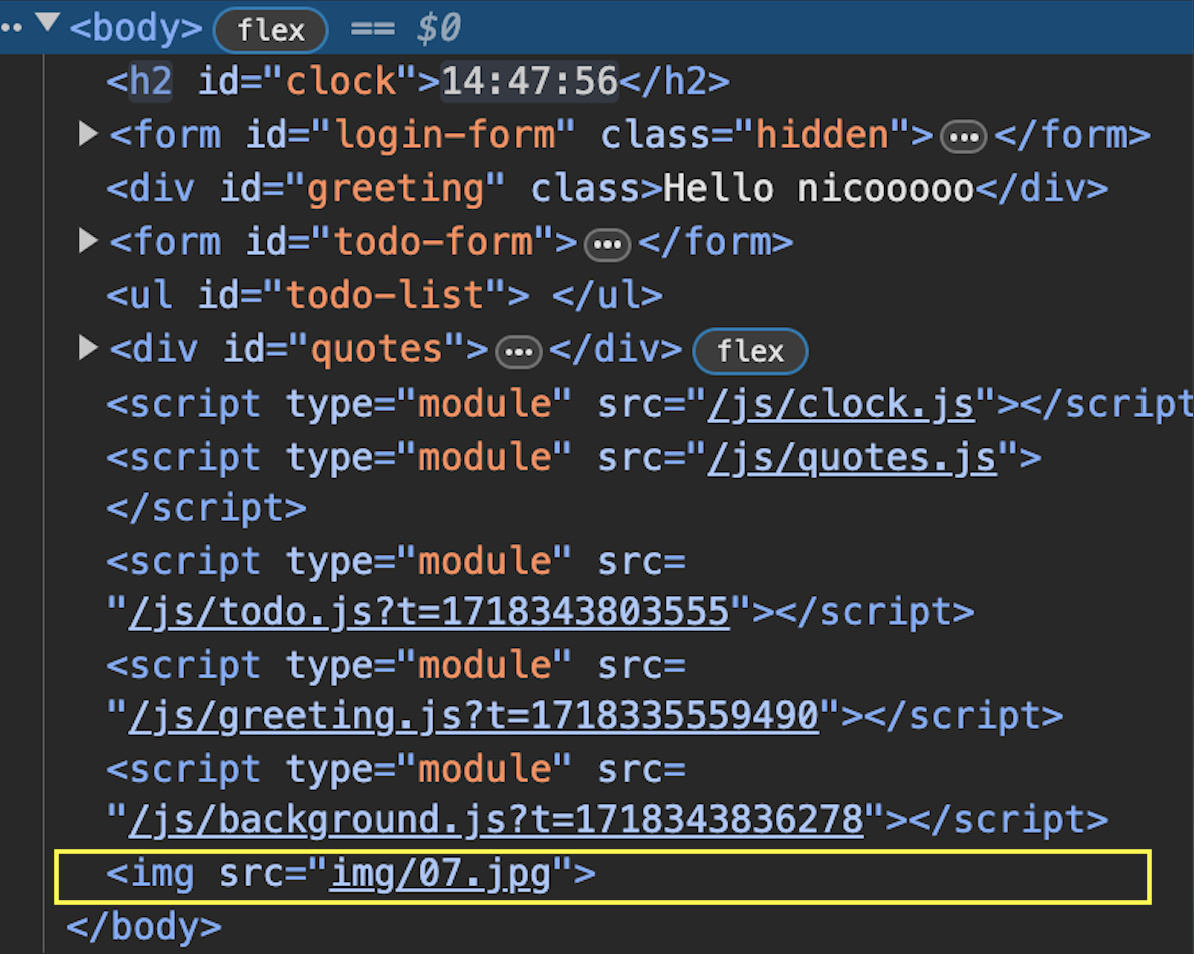 <body> flex == $0
<h2 id="clock">14:47:56</h2>
<form id="login-form" class="hidden">…</form>
<div id="greeting" class>Hello nicooooo</div>
<form id="todo-form">…</form>
<ul id="todo-list"> </ul>
<div id="quotes">…</div> flex
<script type="module" src="/js/clock.js"></script
<script type="module" src="/js/quotes.js">
</script>
<script type="module" src=
"/js/todo.js?t=1718343803555"></script>
<script type="module" src=
"/js/greeting.js?t=1718335559490"></script>
<script type="module" src=
"/js/background.js?t=1718343836278"></script>
<img src="img/07.jpg">
</body>